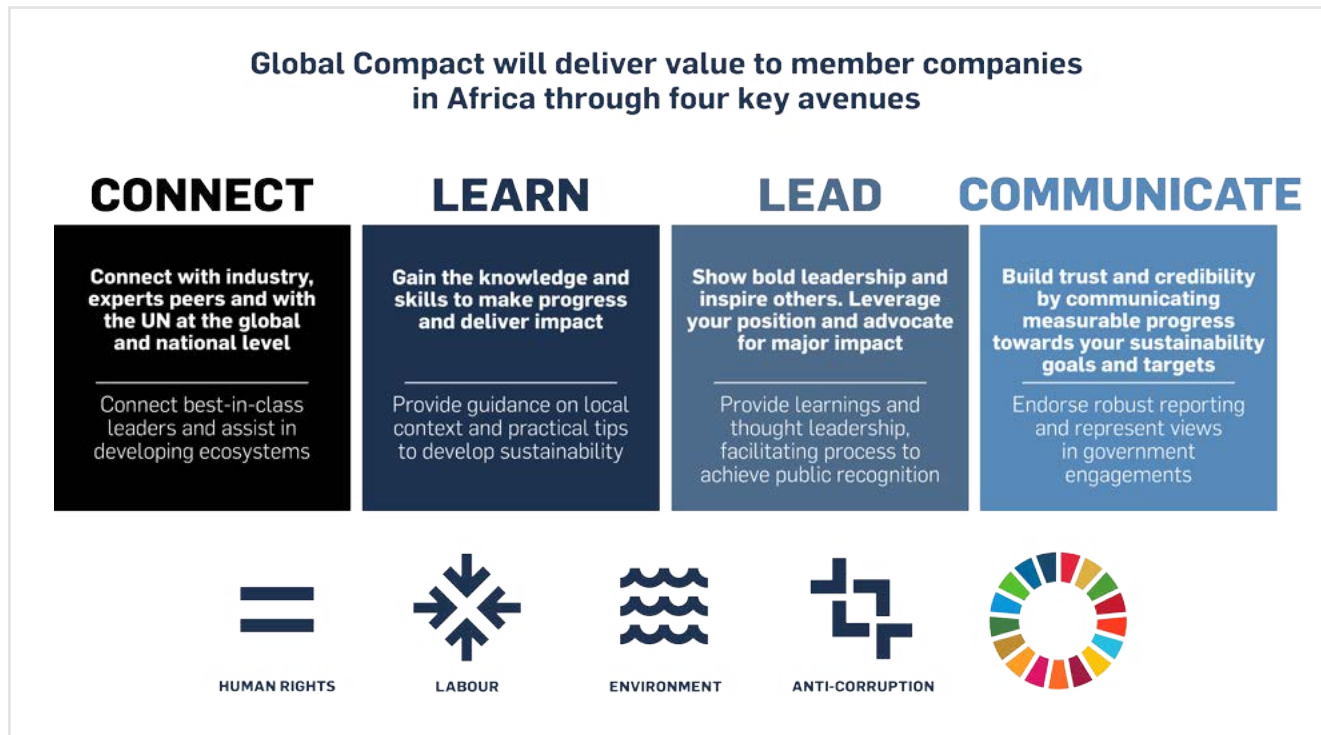 Global Compact will deliver value to member companies
in Africa through four key avenues
CONNECT
Connect with industry,
experts peers and with
the UN at the global
and national level
Connect best-in-class
leaders and assist in
developing ecosystems
LEARN
Gain the knowledge and
skills to make progress
and deliver impact
Provide guidance on local
context and practical tips
to develop sustainability
LEAD
Show bold leadership and
inspire others. Leverage
your position and advocate
for major impact
Provide learnings and
thought leadership,
facilitating process to
achieve public recognition
COMMUNICATE
Build trust and credibility
by communicating
measurable progress
towards your sustainability
goals and targets
Endorse robust reporting
and represent views
in government
engagements
HUMAN RIGHTS
LABOUR
ENVIRONMENT
ANTI-CORRUPTION